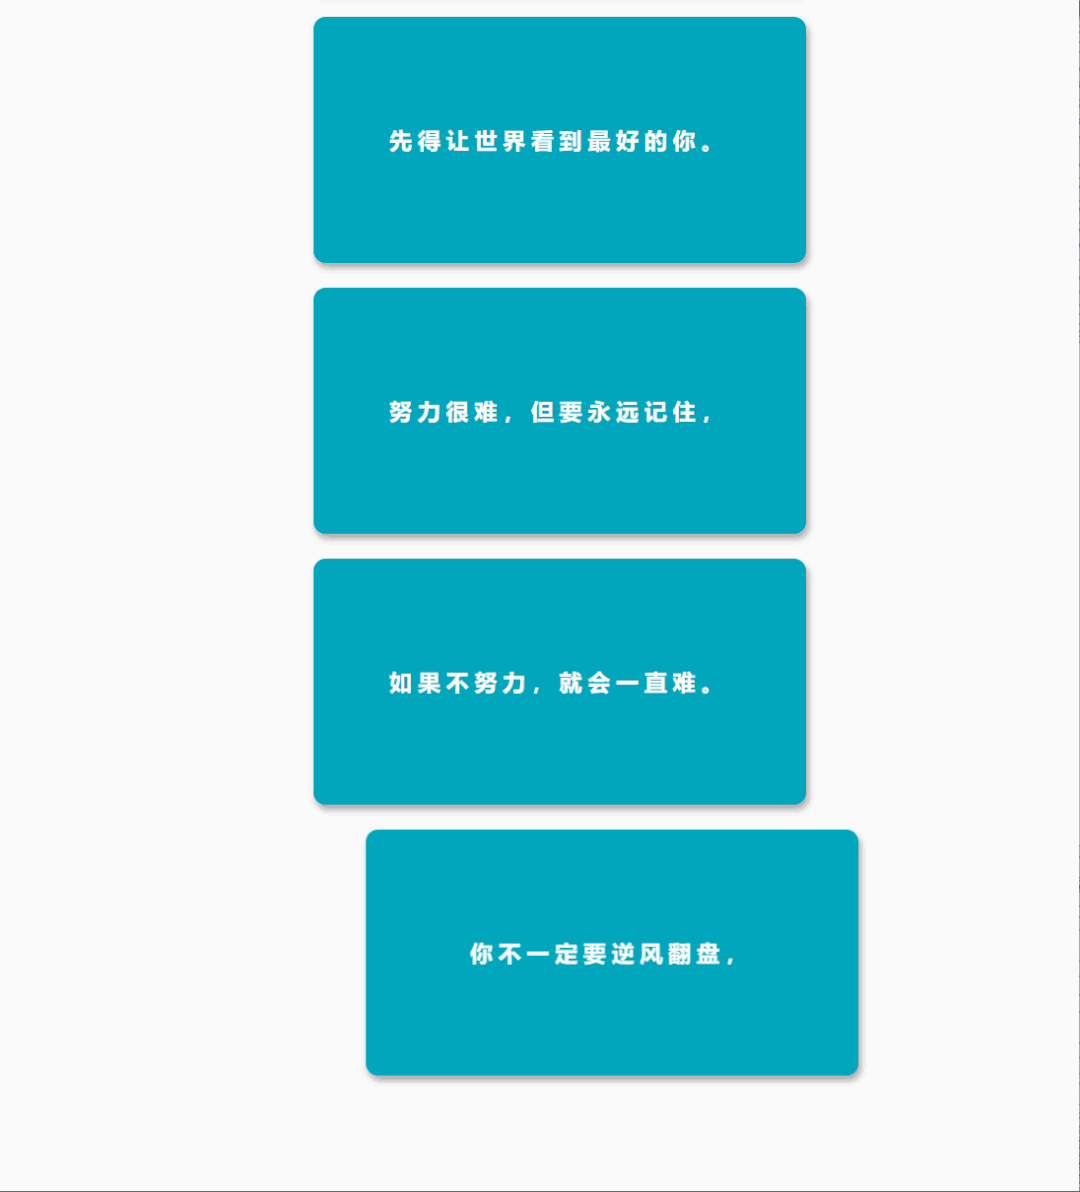 先得让世界看到最好的你。
努力很难，但要永远记住，
如果不努力，就会一直难。
你不一定要逆风翻盘，